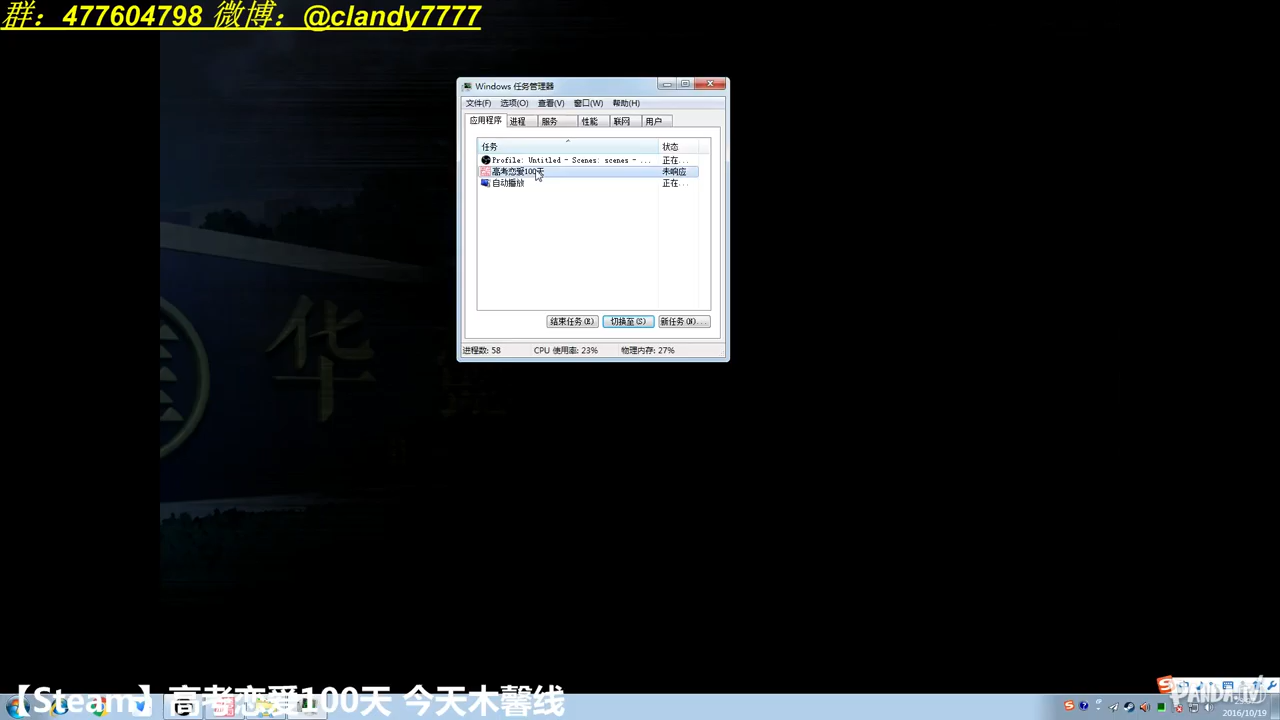 群：477604798 微博：@clandy7777
Windows 任务管理器
文件(F) 选项(O) 查看(V) 窗口(W) 帮助(H)
应用程序 进程 服务 性能 联网 用户
任务 状态
Profile: Untitled - Scenes: scenes - ... 正在...
高考恋爱100天 未响应
自动播放 正在...
结束任务(E) 切换至(S) 新任务(N)...
进程数: 58 CPU 使用率: 23% 物理内存: 27%
华
【Steam】高考恋爱100天 今天木馨线
PANDA.TV
2016/10/19